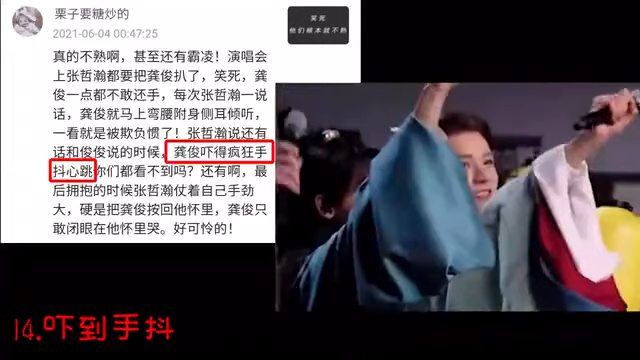 栗子要糖炒的
2021-06-04 00:47:25
笑死
他们根本就不熟
真的不熟啊，甚至还有霸凌！演唱会
上张哲瀚都要把龚俊扒了，笑死，龚
俊一点都不敢还手，每次张哲瀚一说
话，龚俊就马上弯腰附身侧耳倾听，
一看就是被欺负惯了！张哲瀚说还有
话和俊俊说的时候，龚俊吓得疯狂手
抖心跳你们都看不到吗？还有啊，最
后拥抱的时候张哲瀚仗着自己手劲
大，硬是把龚俊按回他怀里，龚俊只
敢闭眼在他怀里哭。好可怜的！
14.吓到手抖